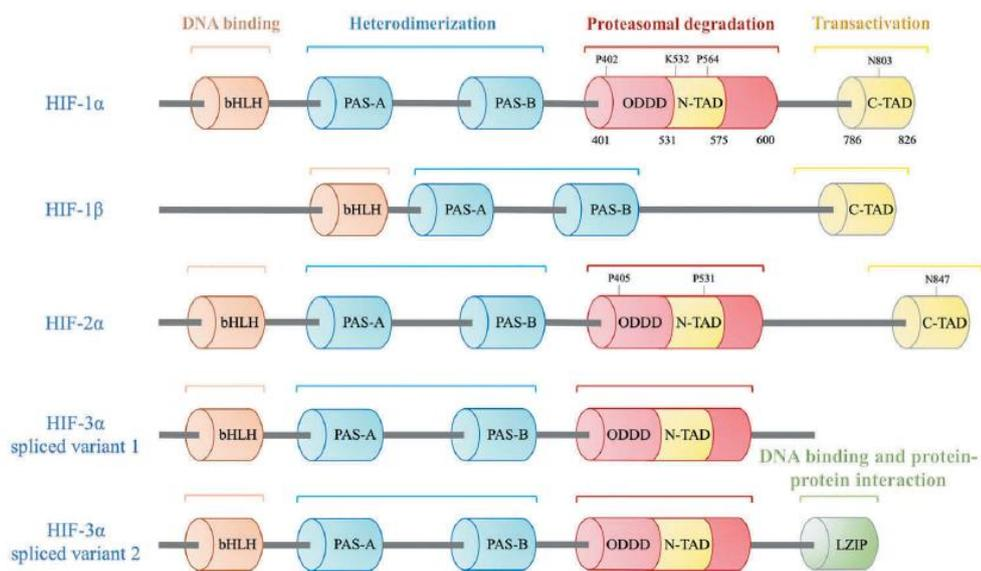 DNA binding Heterodimerization Proteasomal degradation Transactivation
P402 K532 P564 N803
HIF-1α bHLH PAS-A PAS-B ODDD N-TAD C-TAD
401 531 575 600 786 826
HIF-1β bHLH PAS-A PAS-B C-TAD
P405 P531 N847
HIF-2α bHLH PAS-A PAS-B ODDD N-TAD C-TAD
HIF-3α
spliced variant 1
bHLH PAS-A PAS-B ODDD N-TAD
DNA binding and protein-
protein interaction
HIF-3α
spliced variant 2
bHLH PAS-A PAS-B ODDD N-TAD LZIP